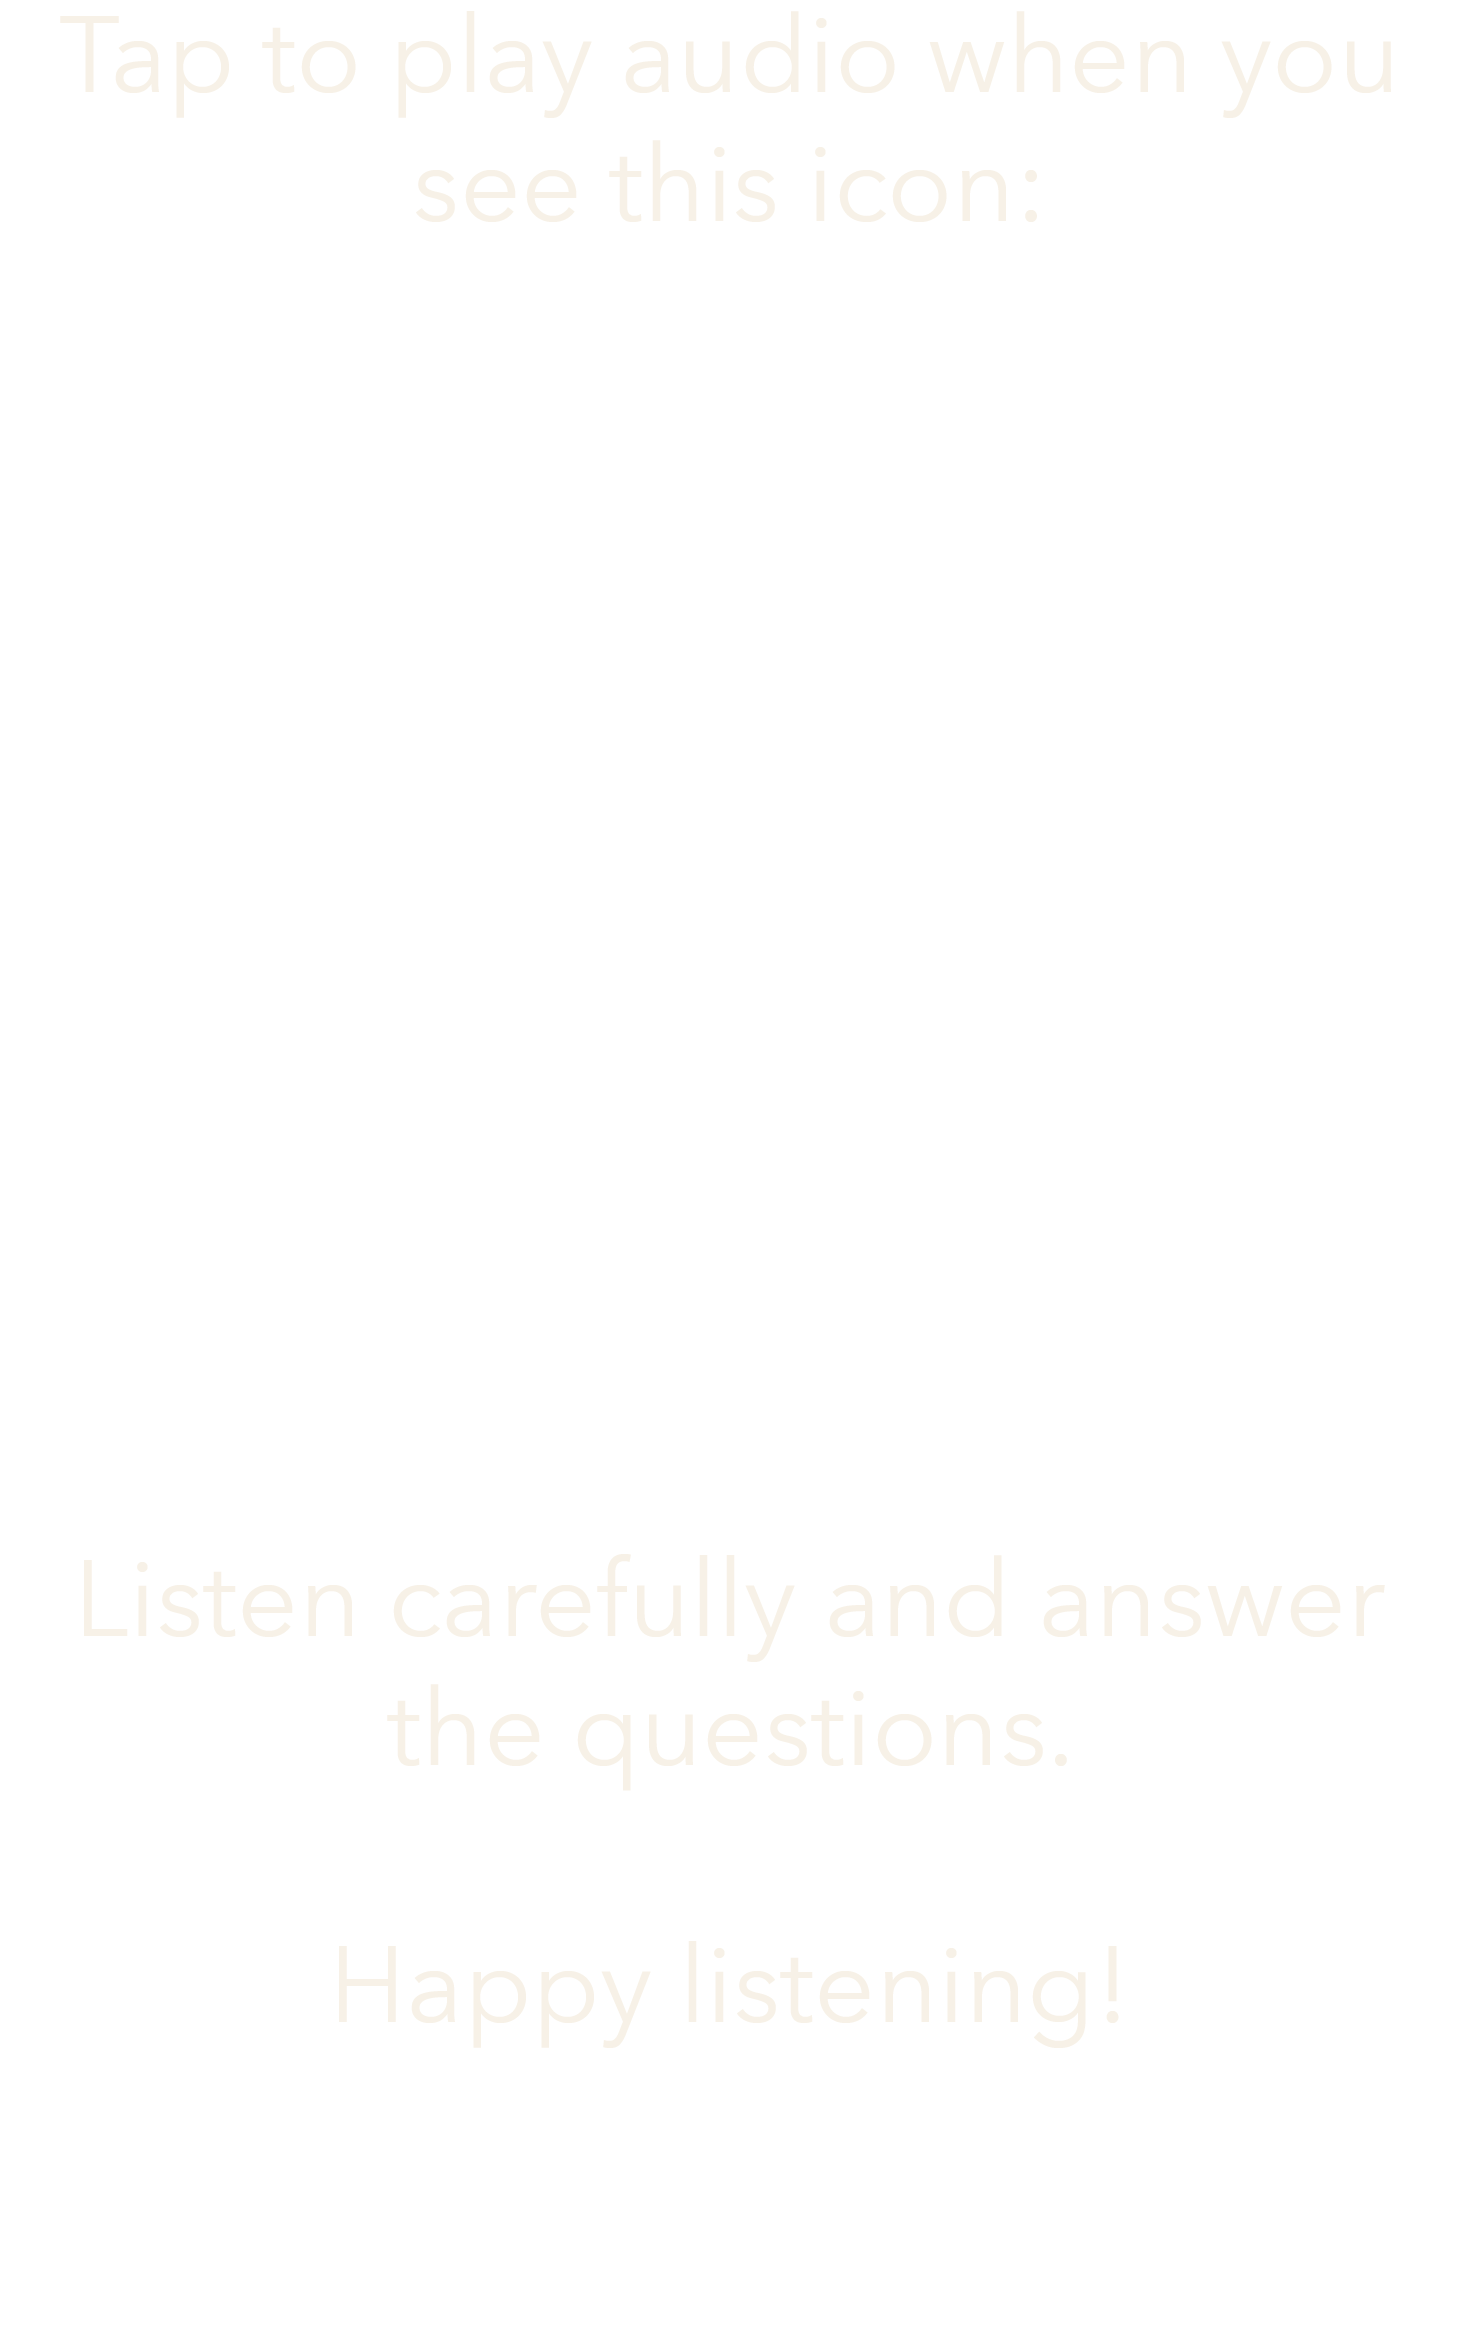 Tap to play audio when you
see this icon:
Listen carefully and answer
the questions.
Happy listening!